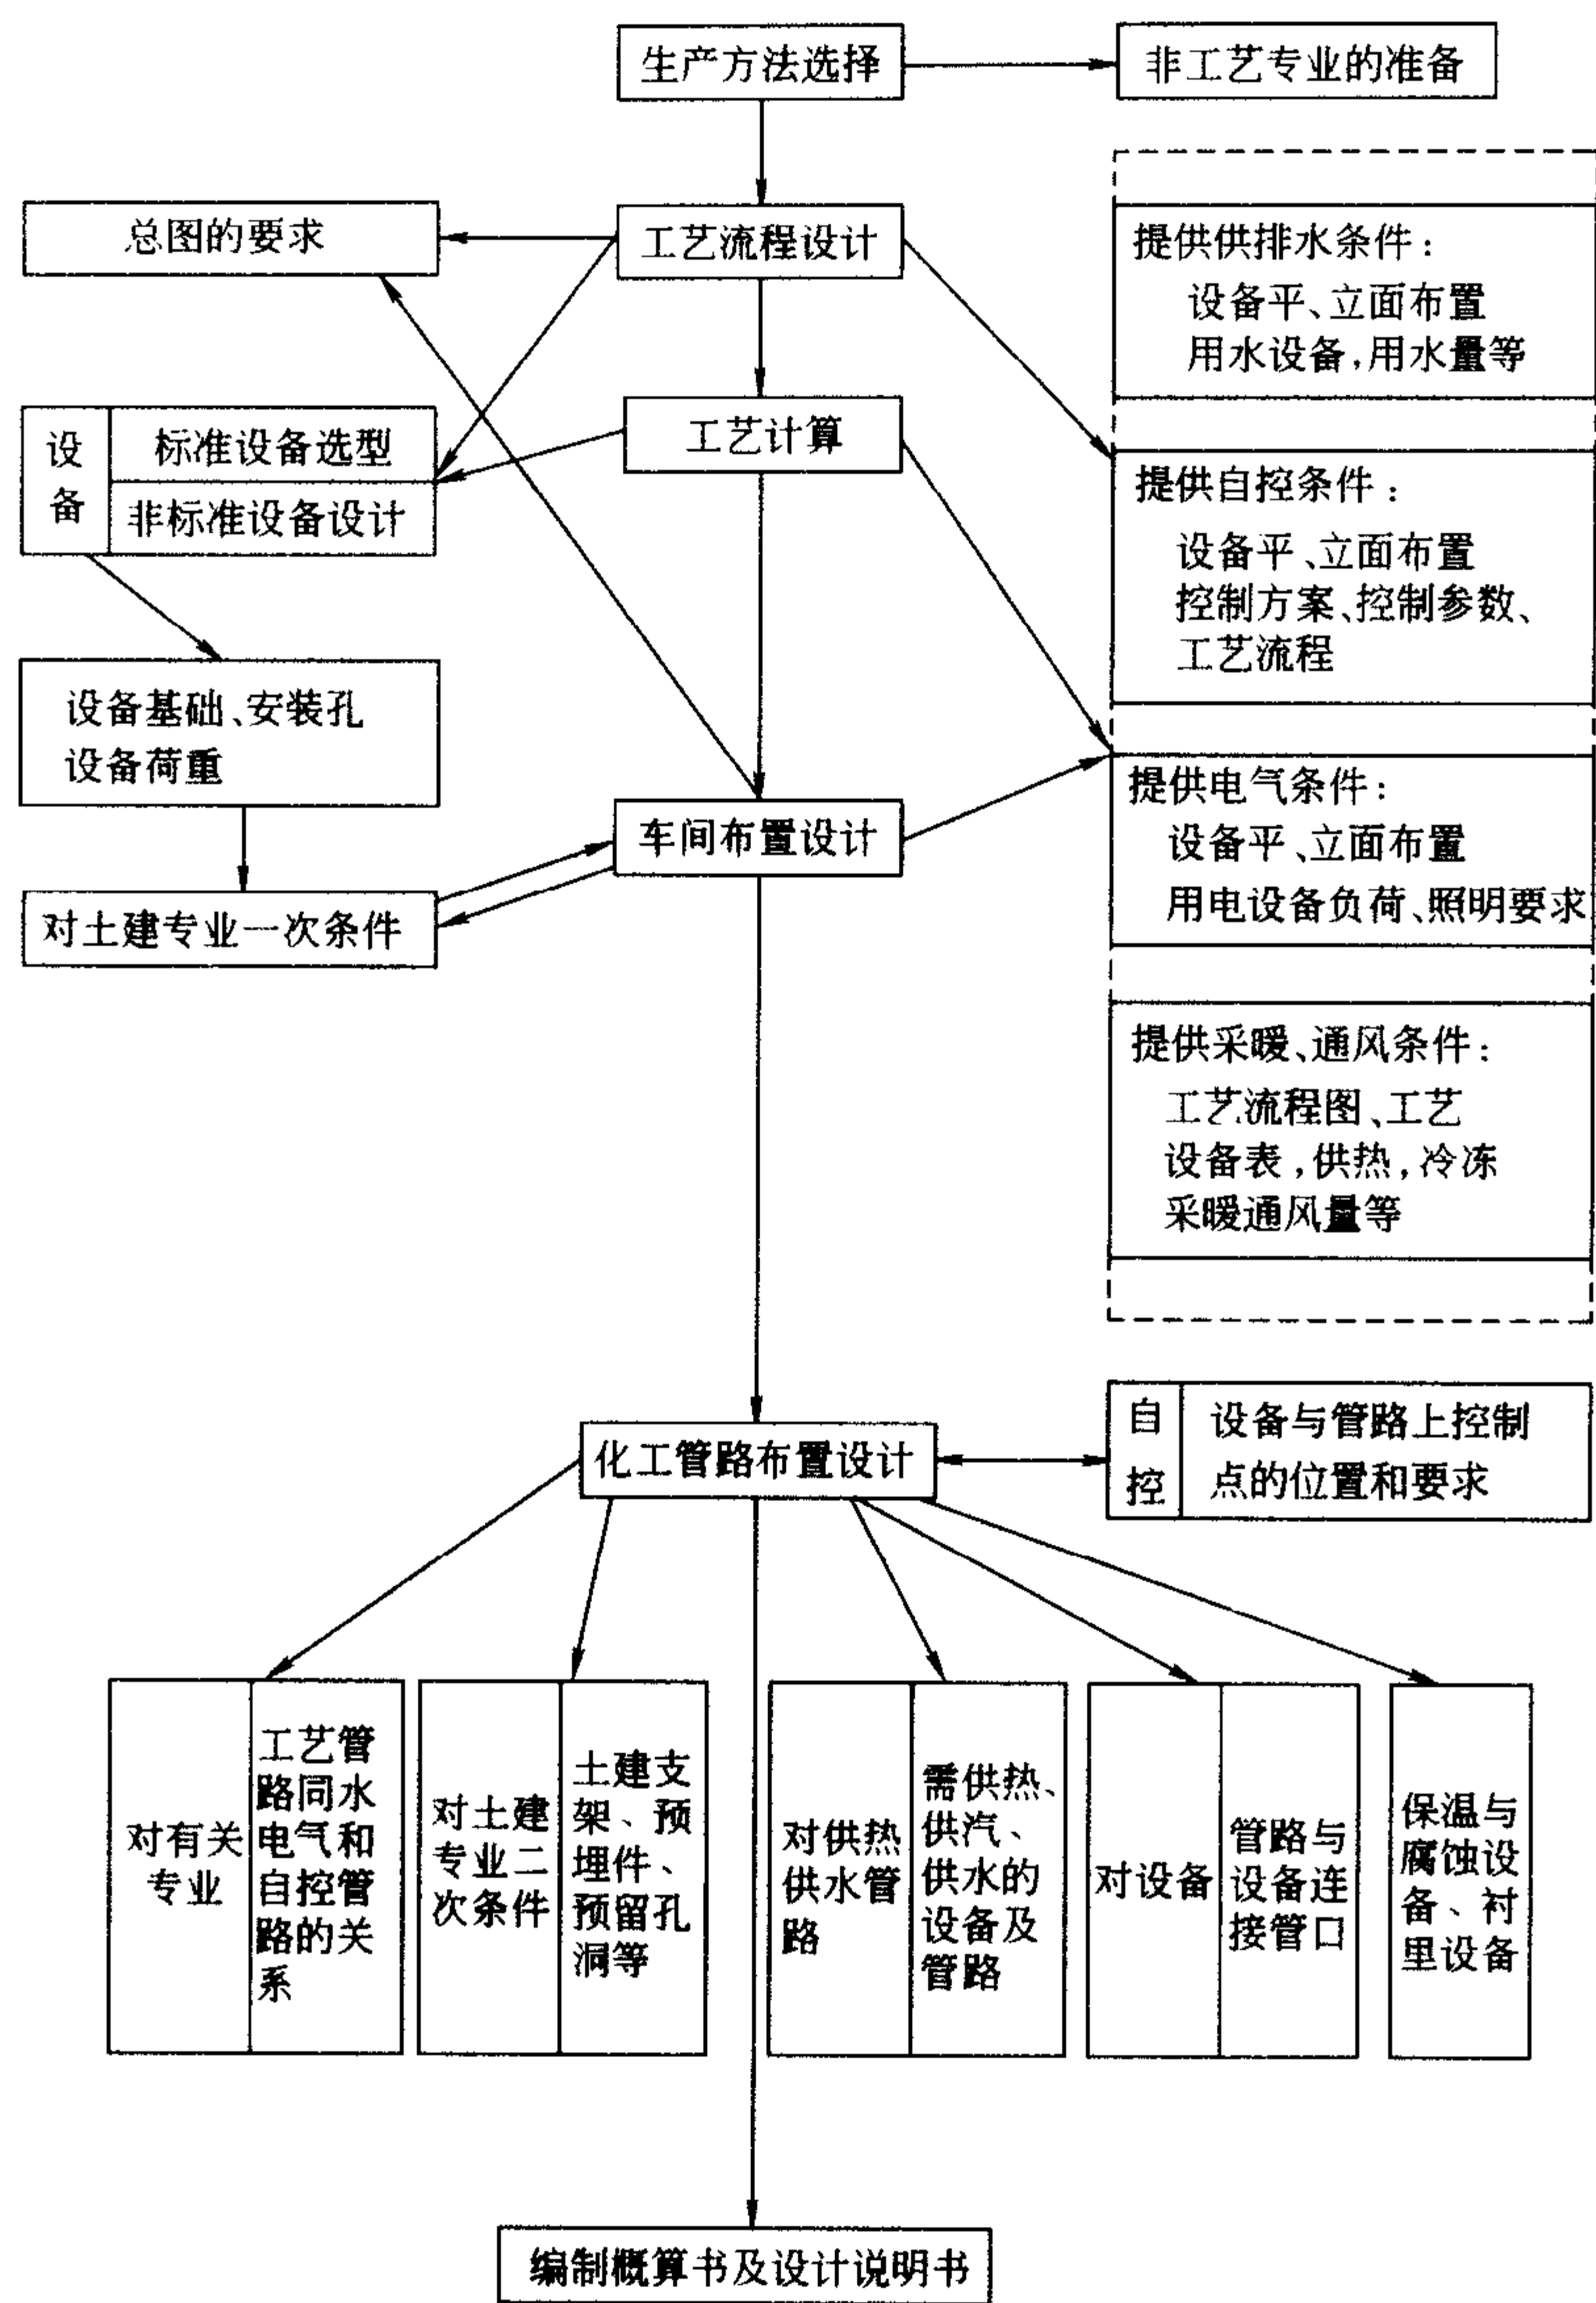 生产方法选择
非工艺专业的准备
总图的要求
工艺流程设计
提供供排水条件：
设备平、立面布置
用水设备，用水量等
设备
标准设备选型
非标准设备设计
工艺计算
提供自控条件：
设备平、立面布置
控制方案、控制参数、
工艺流程
设备基础、安装孔
设备荷重
车间布置设计
提供电气条件：
设备平、立面布置
用电设备负荷、照明要求
对土建专业一次条件
提供采暖、通风条件：
工艺流程图、工艺
设备表，供热，冷冻
采暖通风量等
化工管路布置设计
自控
设备与管路上控制
点的位置和要求
对有关
专业
工艺管
路同水
电气和
自控管
路的关
系
对土建
专业二
次条件
土建支
架、预
埋件、
预留孔
洞等
对供热
供水管
路
需供热、
供汽、
供水的
设备及
管路
对设备
管路与
设备连
接管口
保温与
腐蚀设
备、衬
里设备
编制概算书及设计说明书